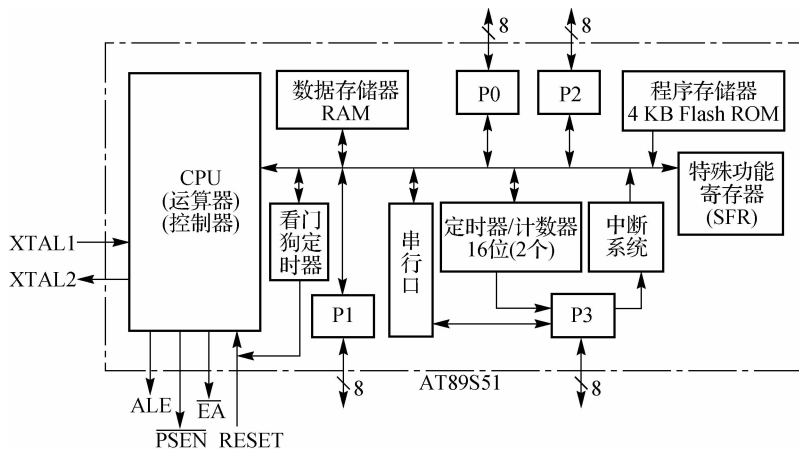 8
8
数据存储器
RAM
P0
P2
程序存储器
4 KB Flash ROM
CPU
(运算器)
(控制器)
特殊功能
寄存器
(SFR)
看门
狗定
时器
串
行
口
定时器/计数器
16位(2个)
中断
系统
XTAL1
XTAL2
P1
P3
8
AT89S51
8
ALE
EA
PSEN
RESET